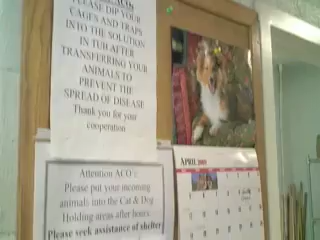 PLEASE DIP YOUR
CAGES AND TRAPS
INTO THE SOLUTION
IN TUB AFTER
TRANSFERRING YOUR
ANIMALS TO
PREVENT THE
SPREAD OF DISEASE
Thank you for your
cooperation
Attention ACO's
Please put your incoming
animals into the Cat & Dog
Holding areas after hours.
Please seek assistance of shelter
APRIL